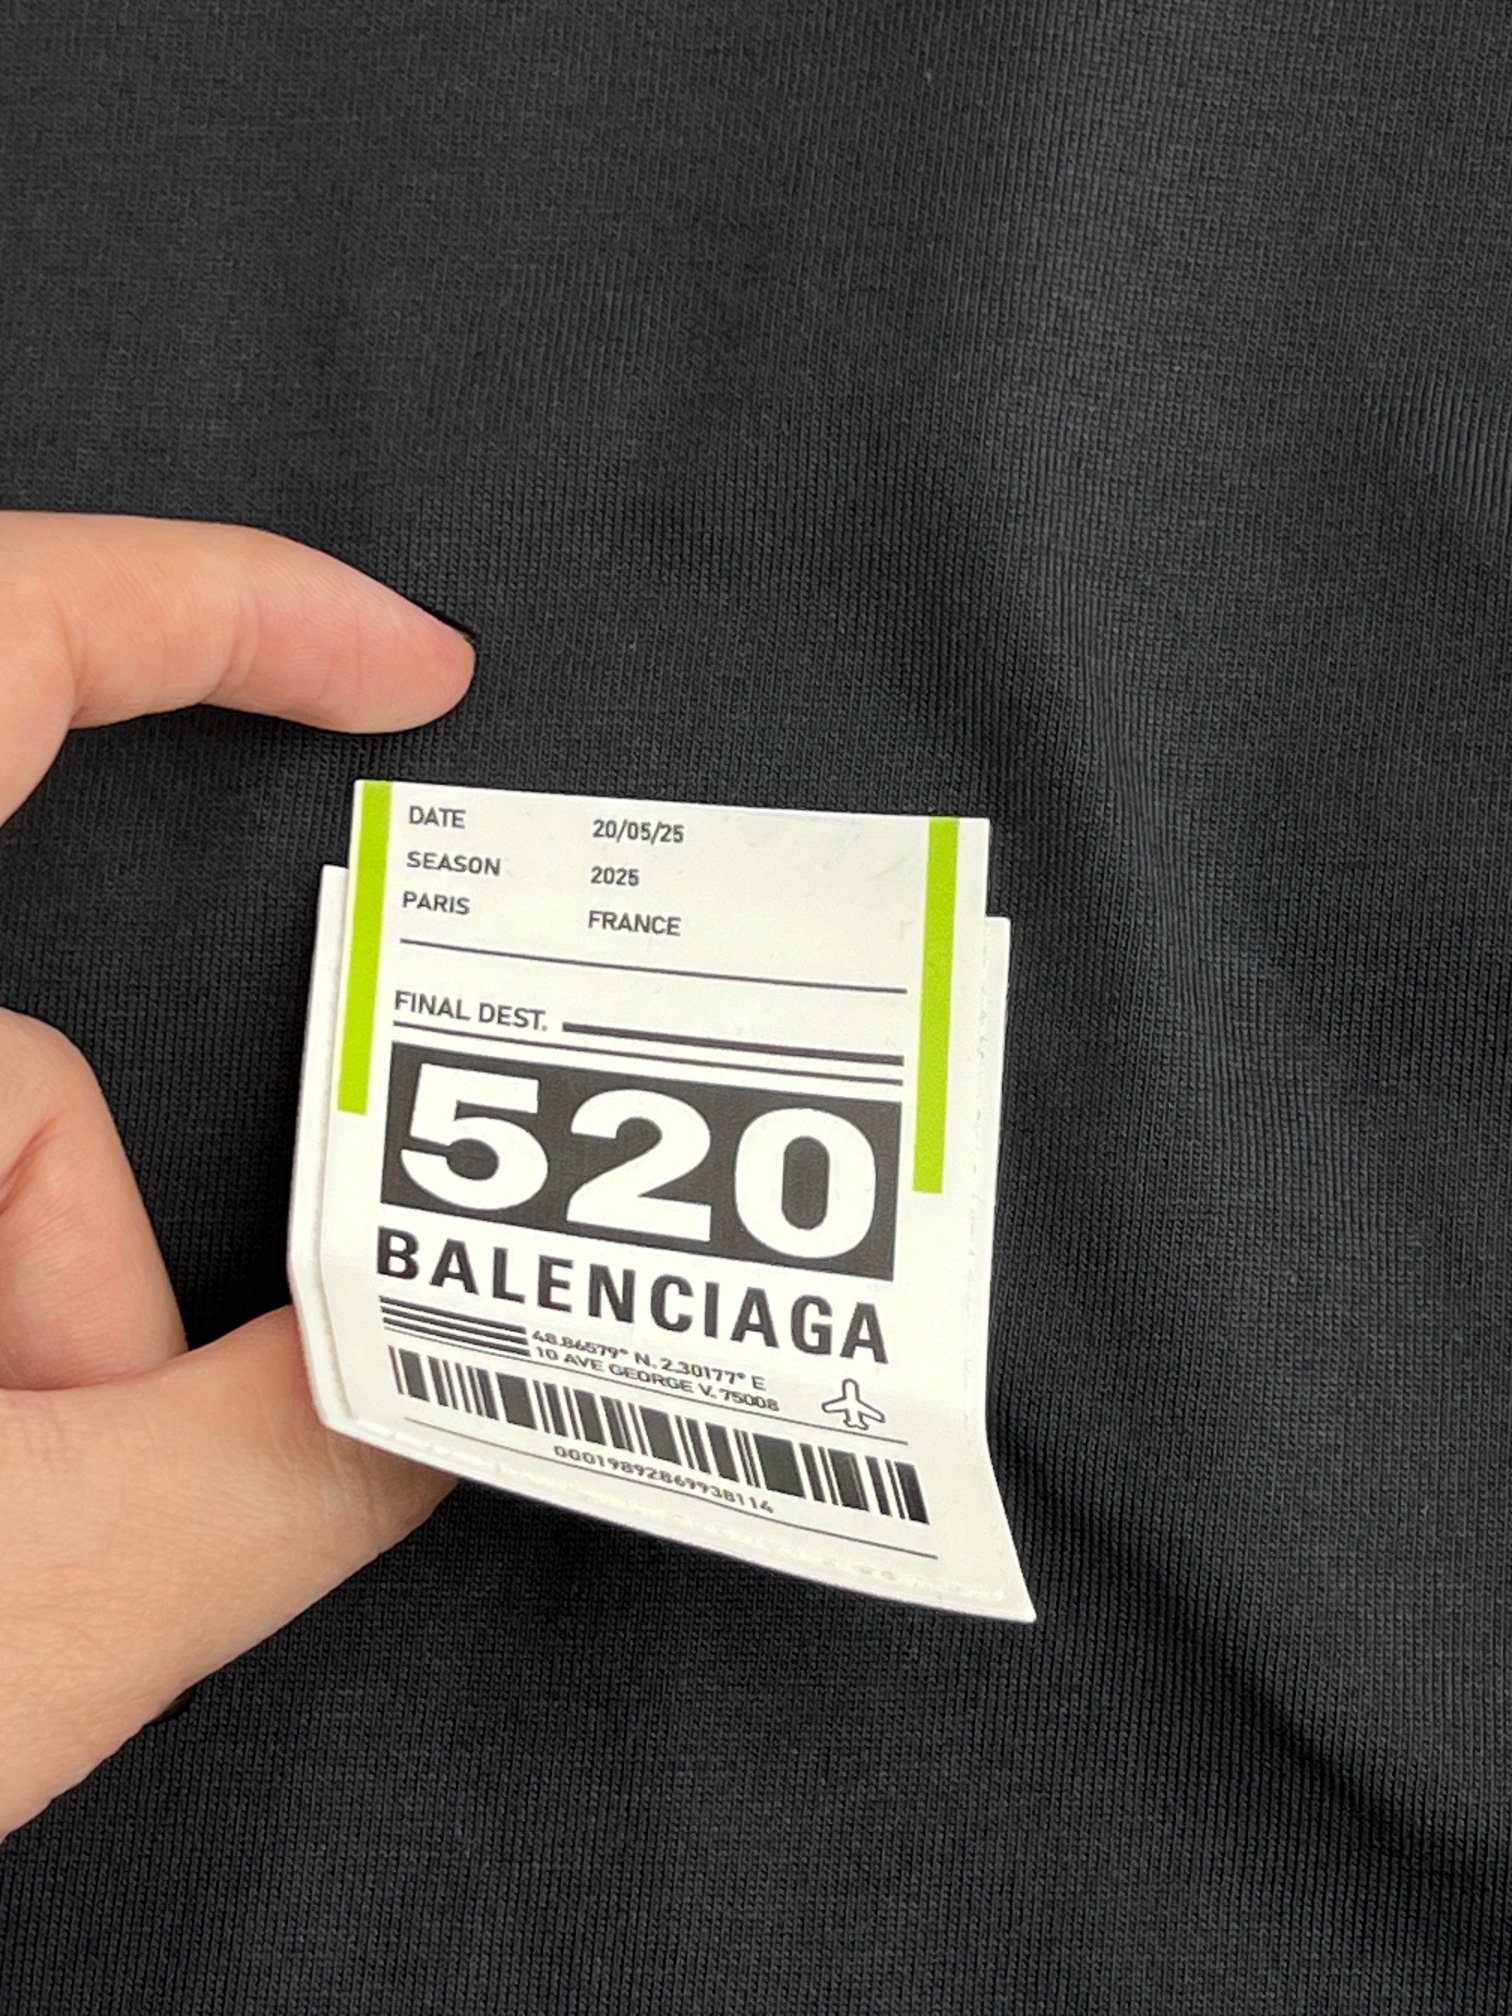 DATE 20/05/25
SEASON 2025
PARIS FRANCE
FINAL DEST.
520
BALENCIAGA
48.86579° N. 2.30177° E
10 AVE GEORGE V. 75008
00019892869938114